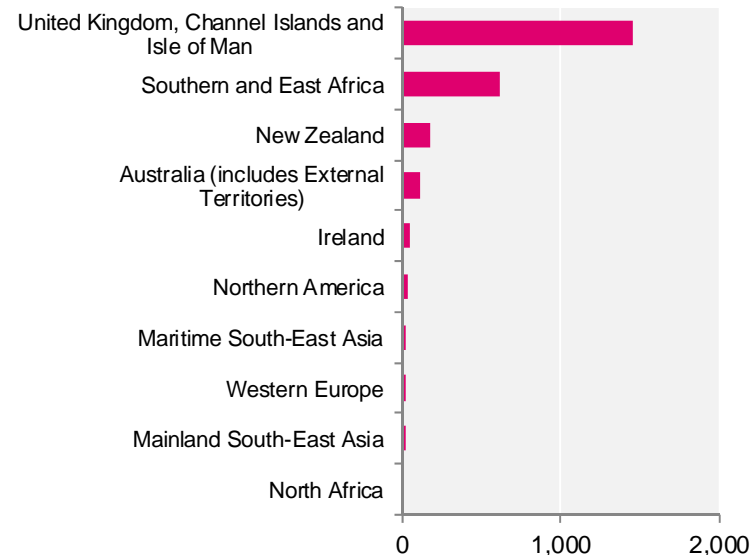 United Kingdom, Channel Islands and
Isle of Man
Southern and East Africa
New Zealand
Australia (includes External
Territories)
Ireland
Northern America
Maritime South-East Asia
Western Europe
Mainland South-East Asia
North Africa
0 1,000 2,000